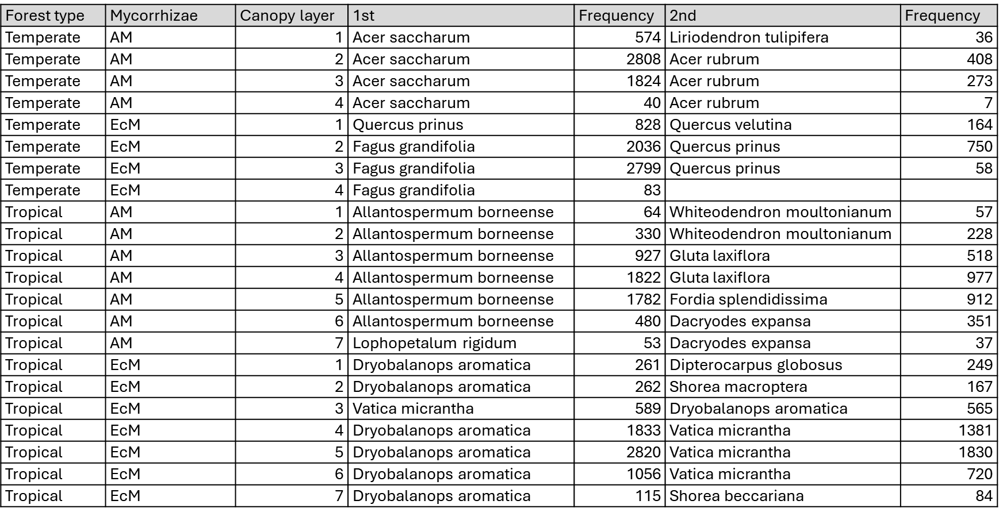 Forest type Mycorrhizae Canopy layer 1st Frequency 2nd Frequency
Temperate AM 1 Acer saccharum 574 Liriodendron tulipifera 36
Temperate AM 2 Acer saccharum 2808 Acer rubrum 408
Temperate AM 3 Acer saccharum 1824 Acer rubrum 273
Temperate AM 4 Acer saccharum 40 Acer rubrum 7
Temperate EcM 1 Quercus prinus 828 Quercus velutina 164
Temperate EcM 2 Fagus grandifolia 2036 Quercus prinus 750
Temperate EcM 3 Fagus grandifolia 2799 Quercus prinus 58
Temperate EcM 4 Fagus grandifolia 83
Tropical AM 1 Allantospermum borneense 64 Whiteodendron moultonianum 57
Tropical AM 2 Allantospermum borneense 330 Whiteodendron moultonianum 228
Tropical AM 3 Allantospermum borneense 927 Gluta laxiflora 518
Tropical AM 4 Allantospermum borneense 1822 Gluta laxiflora 977
Tropical AM 5 Allantospermum borneense 1782 Fordia splendidissima 912
Tropical AM 6 Allantospermum borneense 480 Dacryodes expansa 351
Tropical AM 7 Lophopetalum rigidum 53 Dacryodes expansa 37
Tropical EcM 1 Dryobalanops aromatica 261 Dipterocarpus globosus 249
Tropical EcM 2 Dryobalanops aromatica 262 Shorea macroptera 167
Tropical EcM 3 Vatica micrantha 589 Dryobalanops aromatica 565
Tropical EcM 4 Dryobalanops aromatica 1833 Vatica micrantha 1381
Tropical EcM 5 Dryobalanops aromatica 2820 Vatica micrantha 1830
Tropical EcM 6 Dryobalanops aromatica 1056 Vatica micrantha 720
Tropical EcM 7 Dryobalanops aromatica 115 Shorea beccariana 84